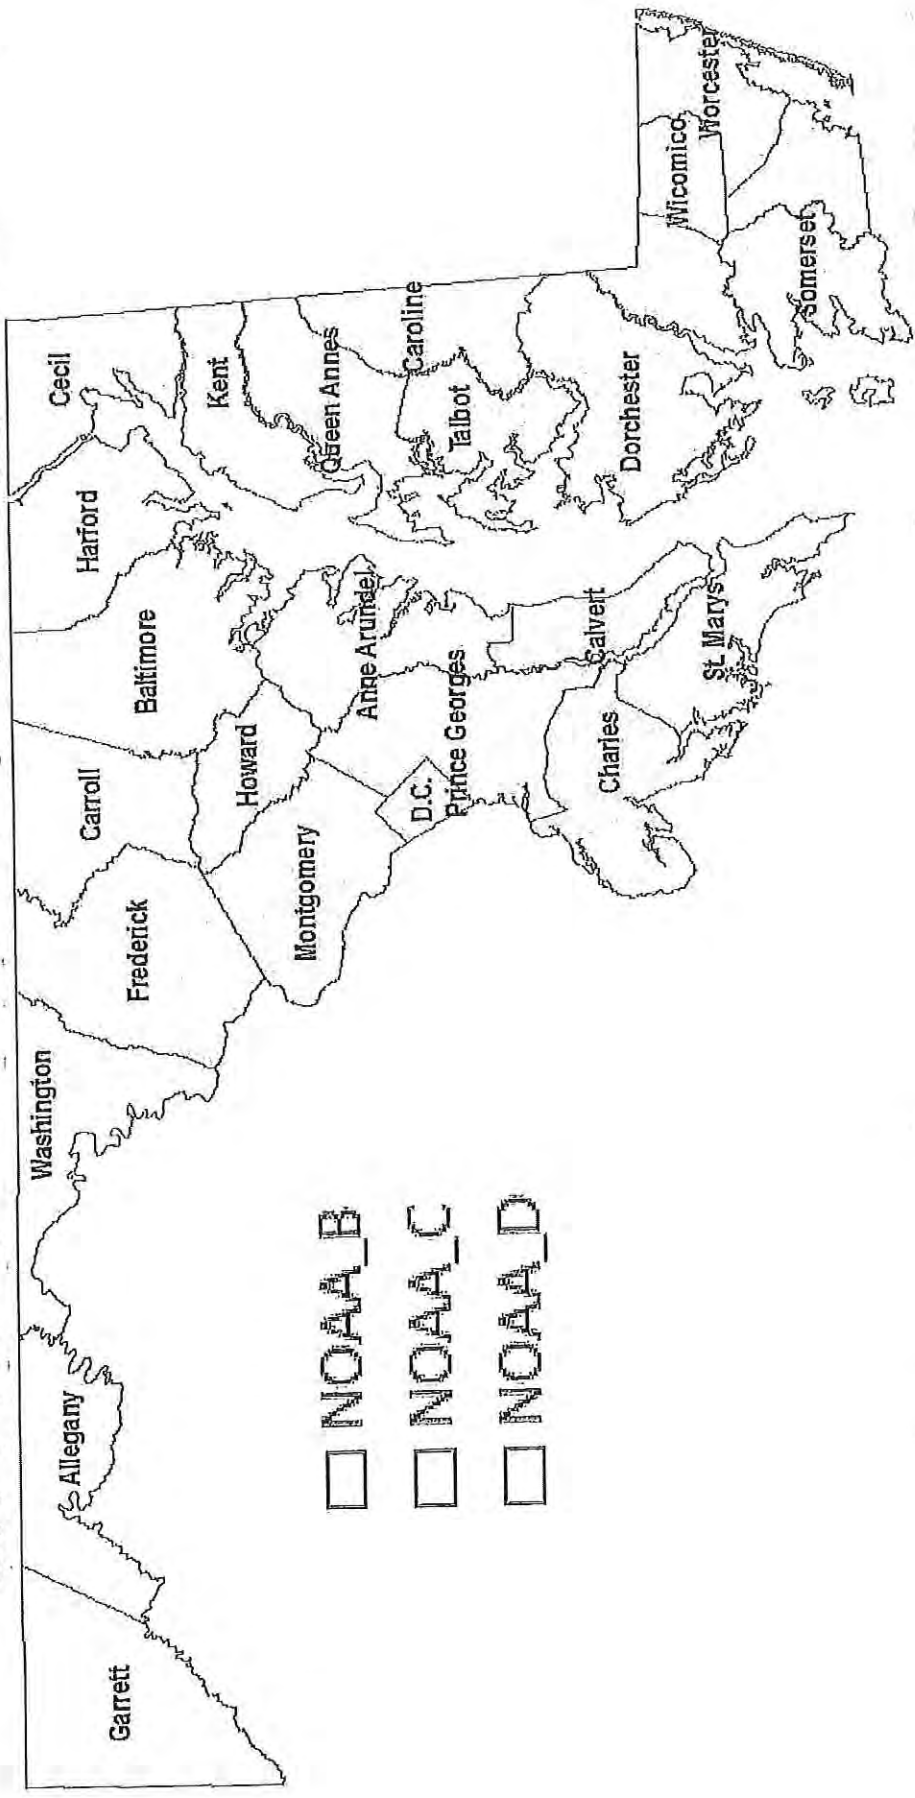 Garrett
Allegany
Washington
Frederick
Carroll
Baltimore
Harford
Cecil
Kent
Howard
Montgomery
Queen Annes
Anne Arundel
Caroline
D.C.
Prince Georges
Talbot
Calvert
Charles
Dorchester
St. Marys
Wicomico
Worcester
Somerset
NOAA_B
NOAA_C
NOAA_D